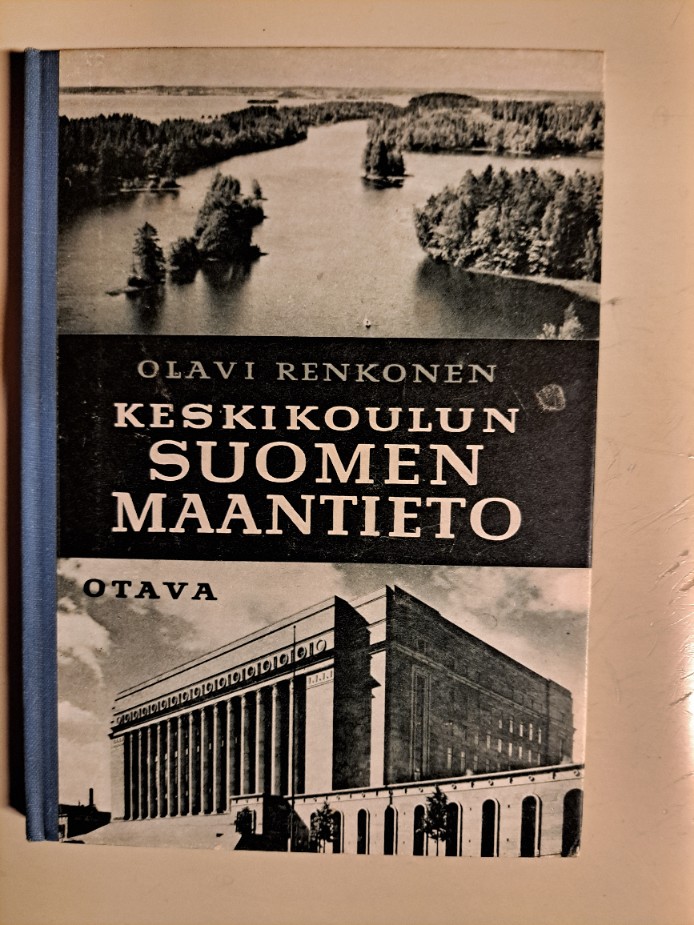 OLAVI RENKONEN
KESKIKOULUN
SUOMEN
MAANTIETO
OTAVA